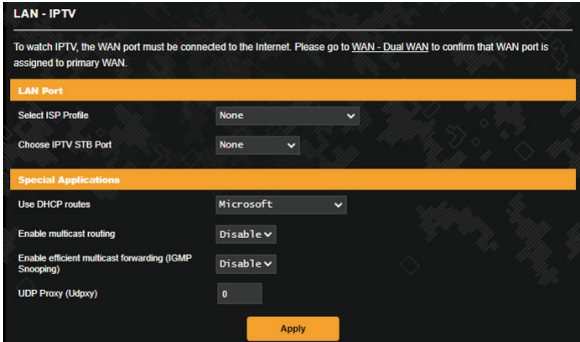 LAN - IPTV
To watch IPTV, the WAN port must be connected to the Internet. Please go to WAN - Dual WAN to confirm that WAN port is
assigned to primary WAN.
LAN Port
Select ISP Profile None
Choose IPTV STB Port None
Special Applications
Use DHCP routes Microsoft
Enable multicast routing Disable
Enable efficient multicast forwarding (IGMP
Snooping) Disable
UDP Proxy (Udpxy) 0
Apply